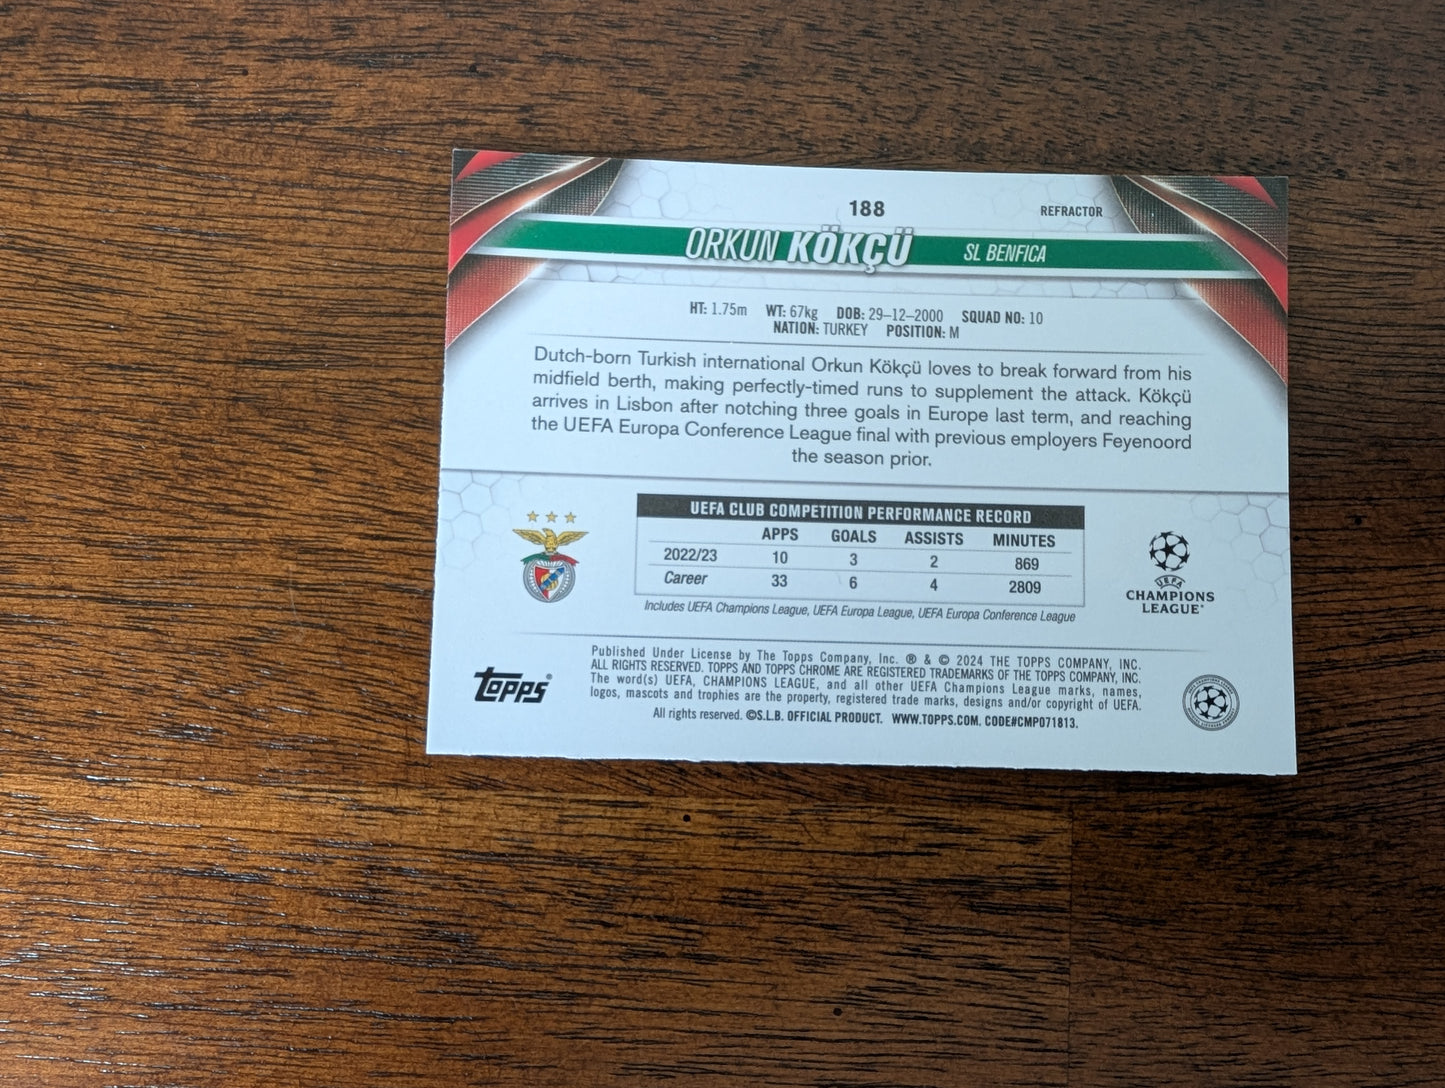 188
REFRACTOR
ORKUN KÖKÇÜ SL BENFICA
HT: 1.75m WT: 67kg DOB: 29–12–2000 SQUAD NO: 10
NATION: TURKEY POSITION: M
Dutch-born Turkish international Orkun Kökçü loves to break forward from his
midfield berth, making perfectly-timed runs to supplement the attack. Kökçü
arrives in Lisbon after notching three goals in Europe last term, and reaching
the UEFA Europa Conference League final with previous employers Feyenoord
the season prior.
UEFA CLUB COMPETITION PERFORMANCE RECORD
APPS GOALS ASSISTS MINUTES
2022/23 10 3 2 869
Career 33 6 4 2809
Includes UEFA Champions League, UEFA Europa League, UEFA Europa Conference League
UEFA
CHAMPIONS
LEAGUE®
topps®
Published Under License by The Topps Company, Inc. ® & © 2024 THE TOPPS COMPANY, INC.
ALL RIGHTS RESERVED. TOPPS AND TOPPS CHROME ARE REGISTERED TRADEMARKS OF THE TOPPS COMPANY, INC.
The word(s) UEFA, CHAMPIONS LEAGUE, and all other UEFA Champions League marks, names,
logos, mascots and trophies are the property, registered trade marks, designs and/or copyright of UEFA.
All rights reserved. ©S.L.B. OFFICIAL PRODUCT. WWW.TOPPS.COM. CODE#CMP071813.